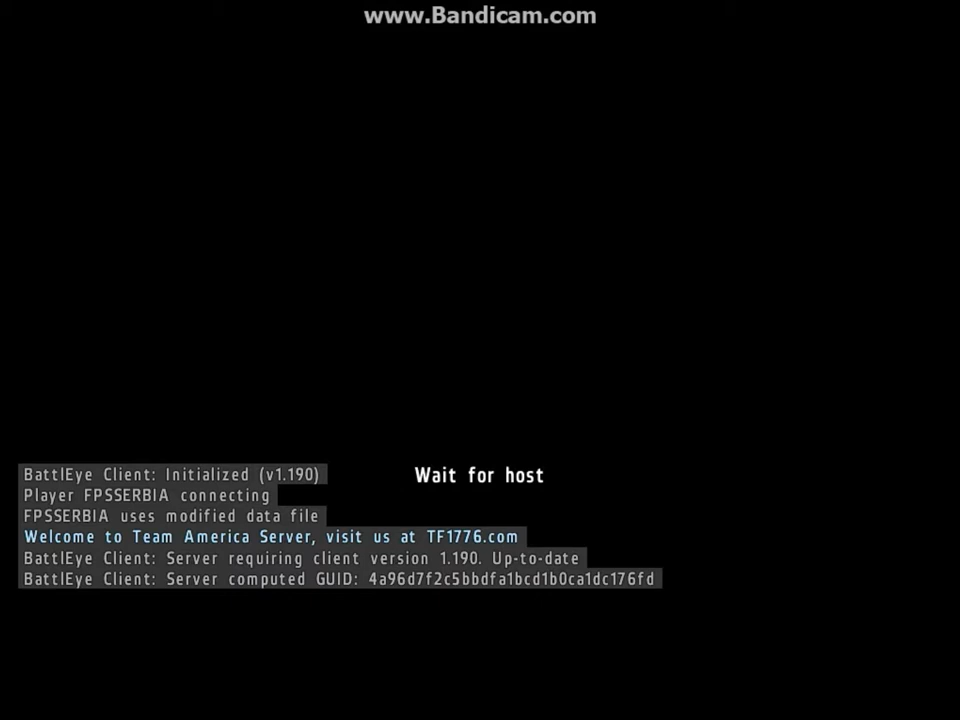 www.Bandicam.com
BattlEye Client: Initialized (v1.190)
Wait for host
Player FPSSERBIA connecting
FPSSERBIA uses modified data file
Welcome to Team America Server, visit us at TF1776.com
BattlEye Client: Server requiring client version 1.190. Up-to-date
BattlEye Client: Server computed GUID: 4a96d7f2c5bbdfa1bcd1b0ca1dc176fd